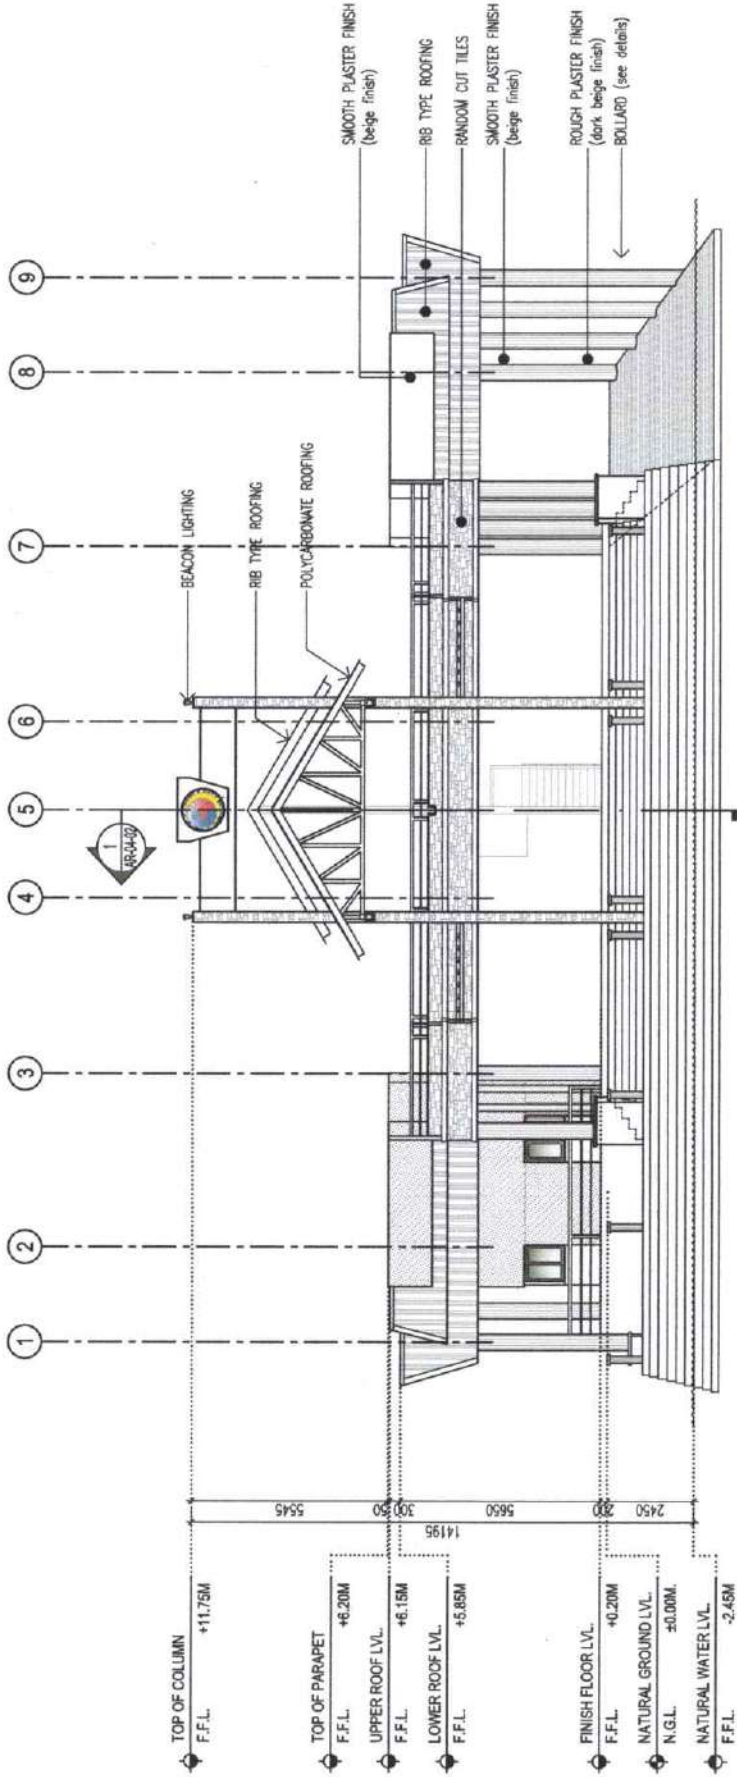 1
2
3
4
5
6
7
8
9
1
AR-04-02
BEACON LIGHTING
RIB TYPE ROOFING
POLYCARBONATE ROOFING
SMOOTH PLASTER FINISH
(beige finish)
RIB TYPE ROOFING
RANDOM CUT TILES
SMOOTH PLASTER FINISH
(beige finish)
ROUGH PLASTER FINISH
(dark beige finish)
BOLLARD (see details)
TOP OF COLUMN
F.F.L. +11.75M
TOP OF PARAPET
F.F.L. +6.20M
UPPER ROOF LVL.
F.F.L. +6.15M
LOWER ROOF LVL.
F.F.L. +5.85M
FINISH FLOOR LVL.
F.F.L. +0.20M
NATURAL GROUND LVL.
N.G.L. ±0.00M.
NATURAL WATER LVL.
F.F.L. -2.45M
5545
50
300
5650
200
2450
14195